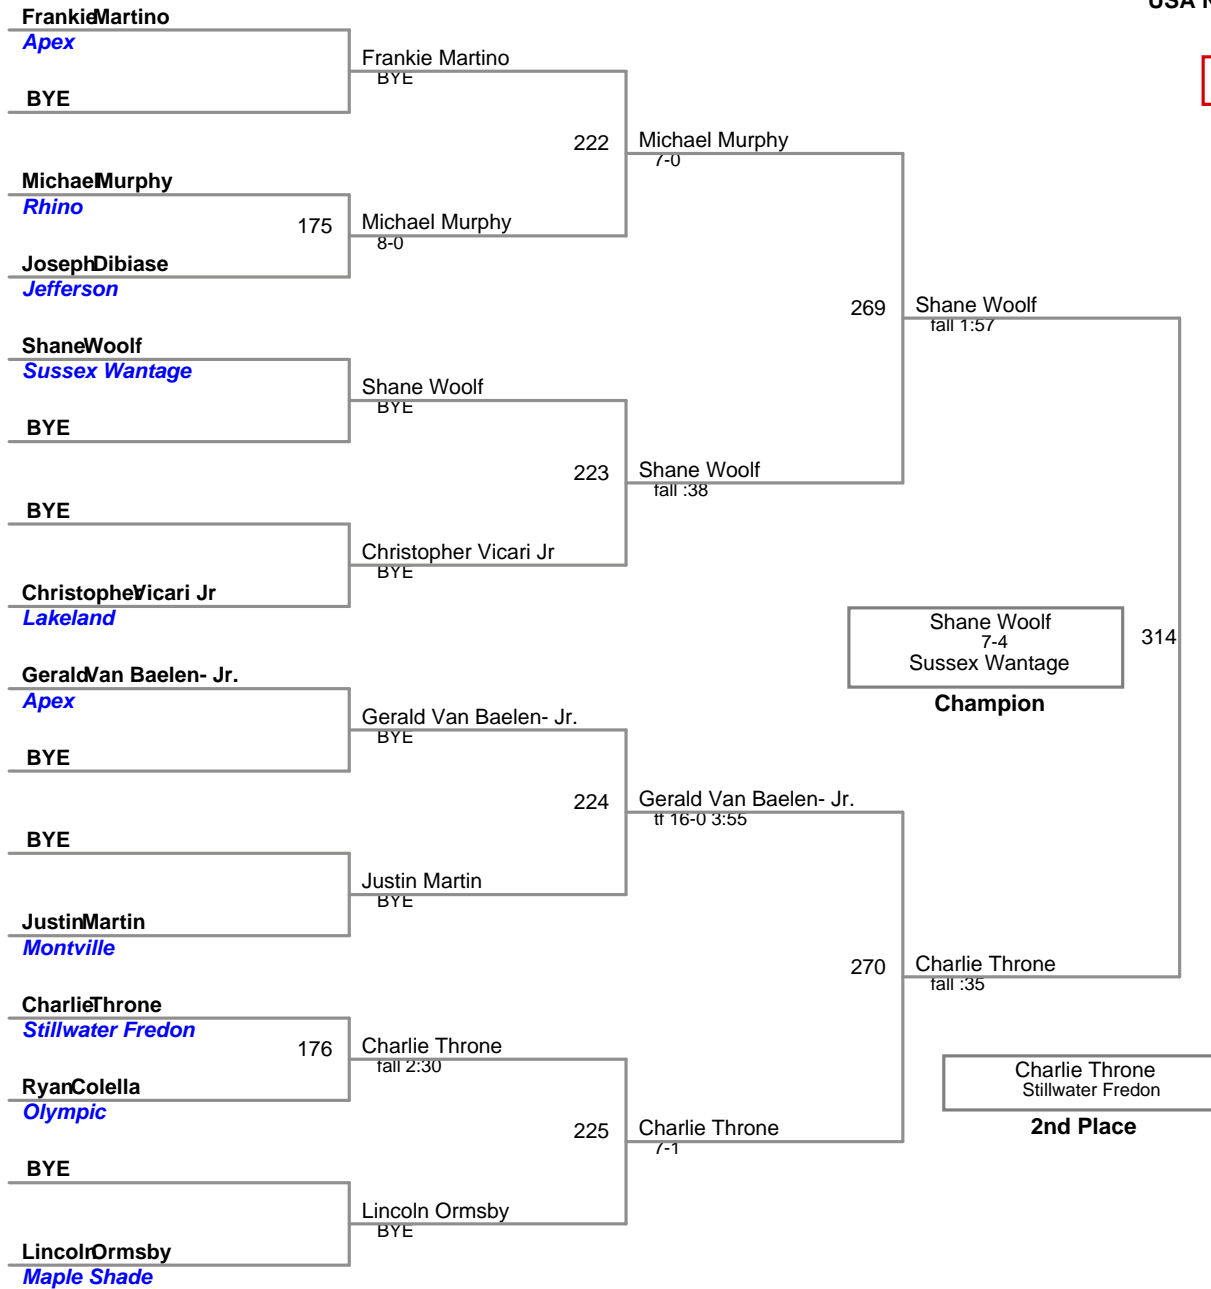 USA N
FrankieMartino
Apex
BYE
Frankie Martino
BYE
222
Michael Murphy
7-0
MichaelMurphy
Rhino
175
Michael Murphy
8-0
JosephDibiase
Jefferson
269
Shane Woolf
fall 1:57
ShaneWoolf
Sussex Wantage
BYE
Shane Woolf
BYE
223
Shane Woolf
fall :38
BYE
Christopher Vicari Jr
BYE
ChristopherVicari Jr
Lakeland
Shane Woolf
7-4
Sussex Wantage
Champion
314
GeraldVan Baelen- Jr.
Apex
BYE
Gerald Van Baelen- Jr.
BYE
224
Gerald Van Baelen- Jr.
tf 16-0 3:55
BYE
Justin Martin
BYE
JustinMartin
Montville
270
Charlie Throne
fall :35
CharlieThrone
Stillwater Fredon
176
Charlie Throne
fall 2:30
RyanColella
Olympic
225
Charlie Throne
7-1
Charlie Throne
Stillwater Fredon
2nd Place
BYE
Lincoln Ormsby
BYE
LincolnOrmsby
Maple Shade